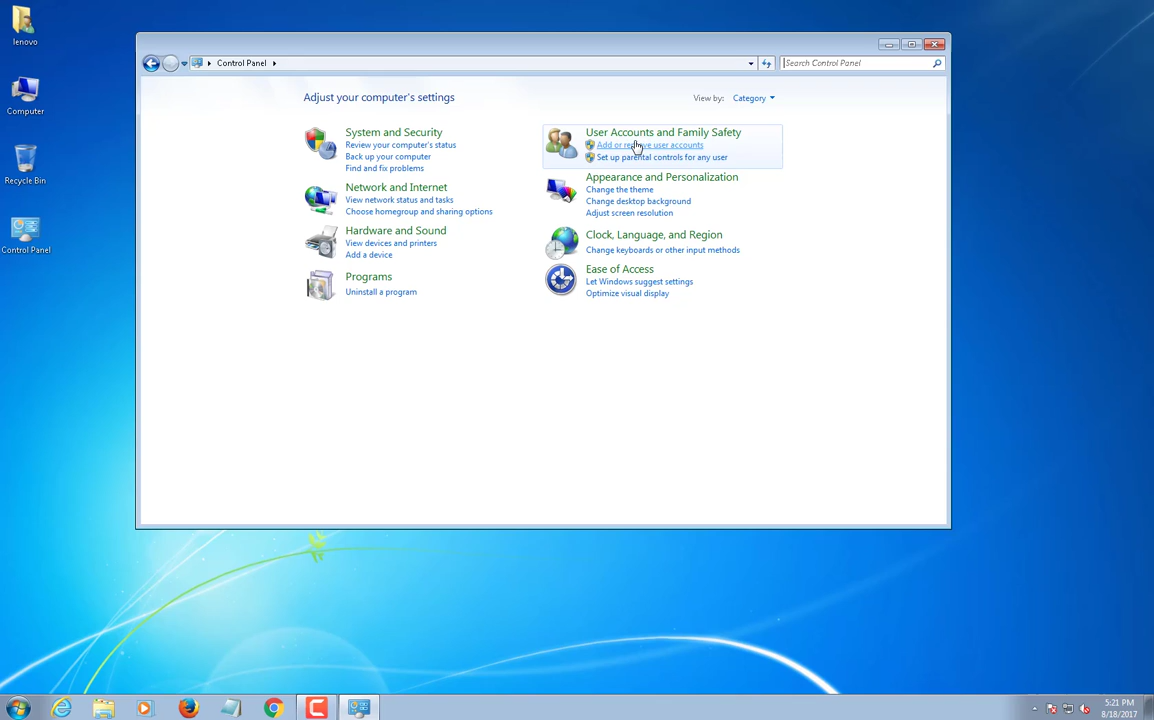 lenovo
Computer
Recycle Bin
Control Panel
Control Panel
Search Control Panel
Adjust your computer's settings
View by: Category
System and Security
Review your computer's status
Back up your computer
Find and fix problems
Network and Internet
View network status and tasks
Choose homegroup and sharing options
Hardware and Sound
View devices and printers
Add a device
Programs
Uninstall a program
User Accounts and Family Safety
Add or remove user accounts
Set up parental controls for any user
Appearance and Personalization
Change the theme
Change desktop background
Adjust screen resolution
Clock, Language, and Region
Change keyboards or other input methods
Ease of Access
Let Windows suggest settings
Optimize visual display
5:21 PM
8/18/2017